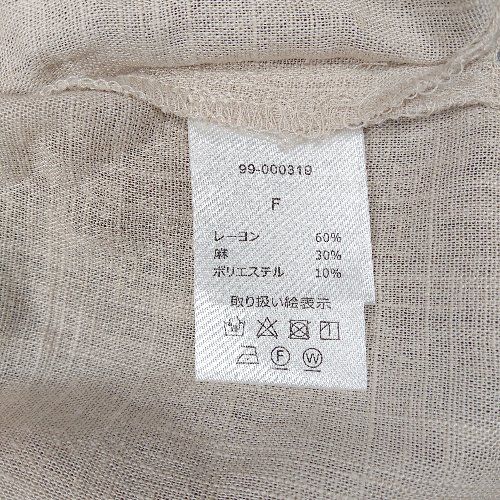 99-000319
F
レーヨン 60%
麻 30%
ポリエステル 10%
取り扱い絵表示
F W